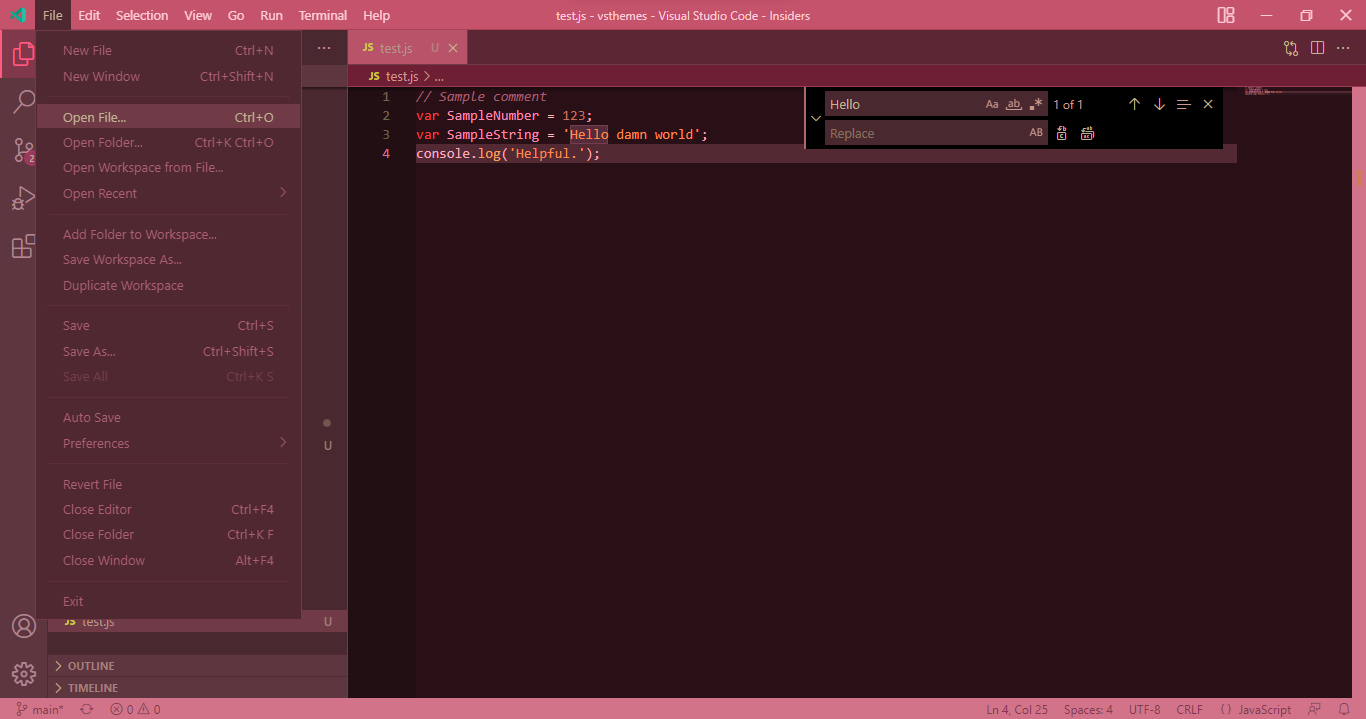 File Edit Selection View Go Run Terminal Help test.js - vsthemes - Visual Studio Code - Insiders
New File Ctrl+N
New Window Ctrl+Shift+N
Open File... Ctrl+O
Open Folder... Ctrl+K Ctrl+O
Open Workspace from File...
Open Recent
Add Folder to Workspace...
Save Workspace As...
Duplicate Workspace
Save Ctrl+S
Save As... Ctrl+Shift+S
Save All Ctrl+K S
Auto Save
Preferences
Revert File
Close Editor Ctrl+F4
Close Folder Ctrl+K F
Close Window Alt+F4
Exit
2
U
JS test.js U
OUTLINE
TIMELINE
JS test.js U
JS test.js > ...
1 // Sample comment
2 var SampleNumber = 123;
3 var SampleString = 'Hello damn world';
4 console.log('Helpful.');
Hello Aa ab .* 1 of 1
Replace AB
main* 0 0 Ln 4, Col 25 Spaces: 4 UTF-8 CRLF {} JavaScript